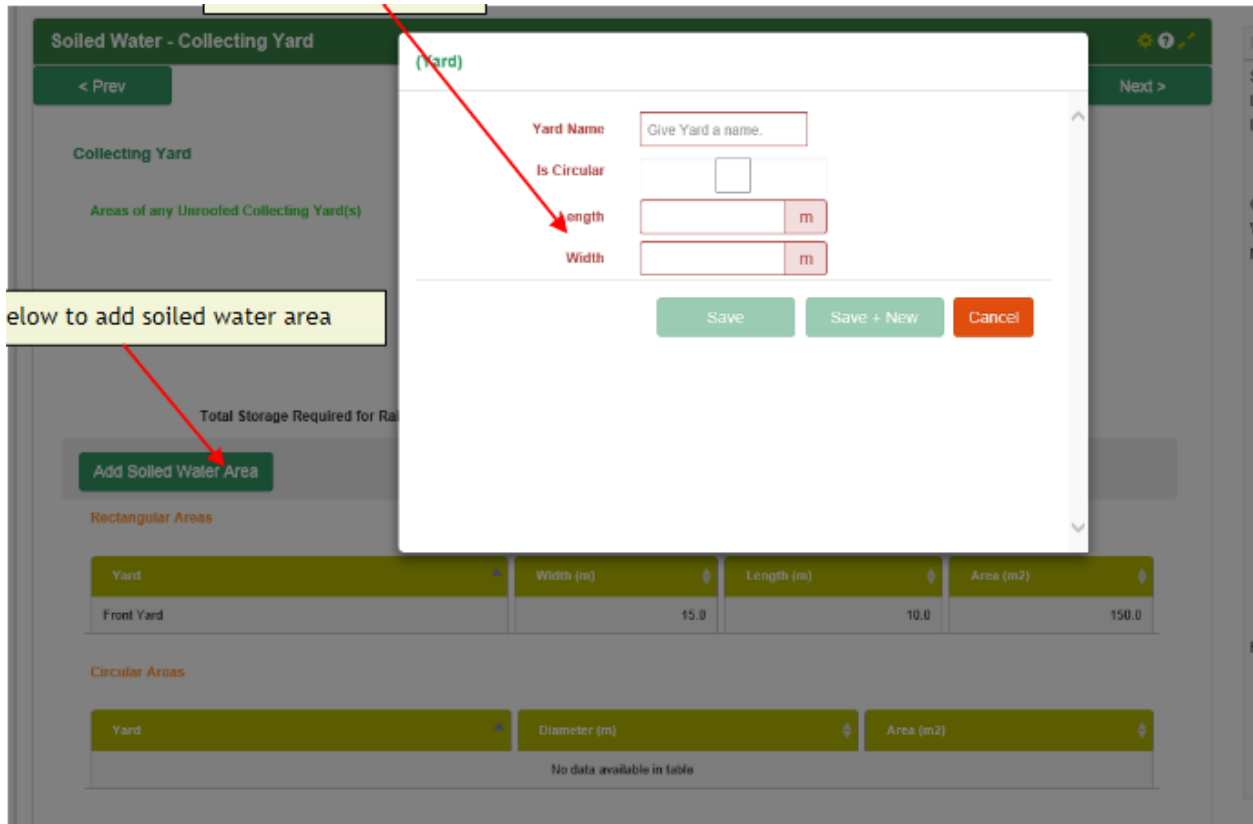 Soiled Water - Collecting Yard
(Yard)
< Prev
Next >
Yard Name
Give Yard a name.
Collecting Yard
Is Circular
Areas of any Unroofed Collecting Yard(s)
Length
m
Width
m
elow to add soiled water area
Save
Save + New
Cancel
Total Storage Required for Rai
Add Soiled Water Area
Rectangular Areas
Yard Width (m) Length (m) Area (m2)
Front Yard 15.0 10.0 150.0
Circular Areas
Yard Diameter (m) Area (m2)
No data available in table